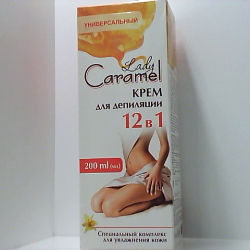 УНИВЕРСАЛЬНЫЙ
Lady
Caramel
КРЕМ
для депиляции
12 в 1
200 ml (мл)
Специальный комплекс
для увлажнения кожи